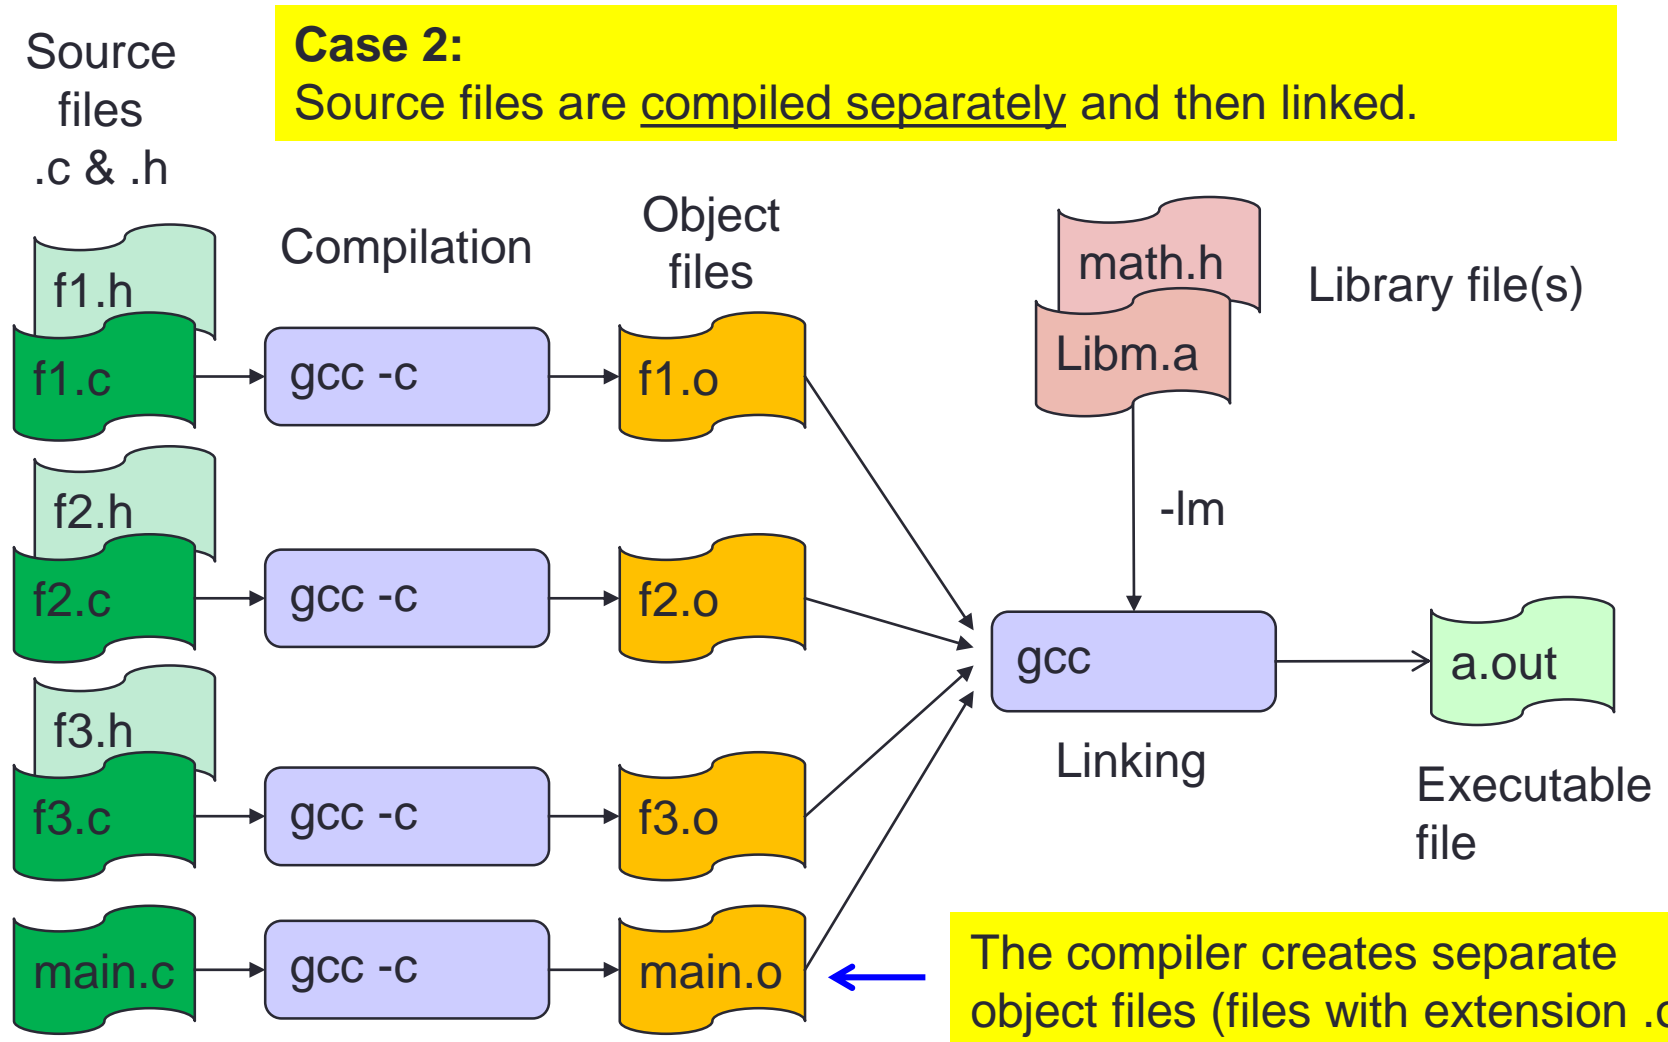 Source
files
.c & .h
Case 2:
Source files are compiled separately and then linked.
Compilation
Object
files
math.h
Libm.a
Library file(s)
f1.h
f1.c
gcc -c
f1.o
-lm
f2.h
f2.c
gcc -c
f2.o
gcc
a.out
Linking
Executable
file
f3.h
f3.c
gcc -c
f3.o
main.c
gcc -c
main.o
The compiler creates separate
object files (files with extension .o